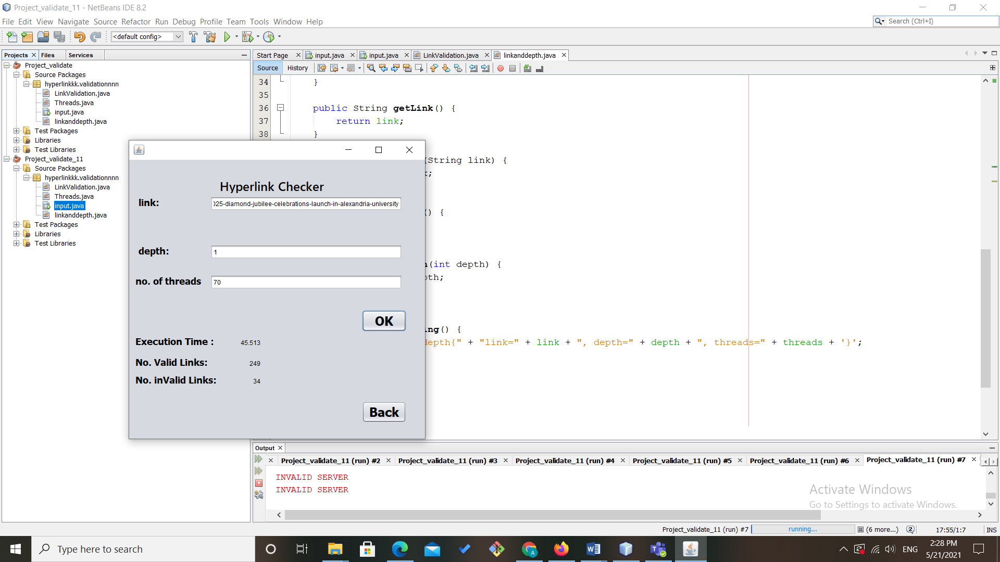 Project_validate_11 - NetBeans IDE 8.2
File Edit View Navigate Source Refactor Run Debug Profile Team Tools Window Help
Search (Ctrl+I)
<default config>
Projects Files Services
Project_validate
Source Packages
hyperlinkkk.validationnnn
LinkValidation.java
Threads.java
input.java
linkanddepth.java
Test Packages
Libraries
Test Libraries
Project_validate_11
Source Packages
hyperlinkkk.validationnnn
LinkValidation.java
Threads.java
input.java
linkanddepth.java
Test Packages
Libraries
Test Libraries
Start Page input.java input.java LinkValidation.java linkanddepth.java
Source History
34 }
35
36 public String getLink() {
37 return link;
38 }
(String link) {
;
() {
(int depth) {
oth;
ing() {
depth{" + "link=" + link + ", depth=" + depth + ", threads=" + threads + '}';
Hyperlink Checker
link: 025-diamond-jubilee-celebrations-launch-in-alexandria-university
depth: 1
no. of threads 70
OK
Execution Time : 45.513
No. Valid Links: 249
No. inValid Links: 34
Back
Output
Project_validate_11 (run) #2 Project_validate_11 (run) #3 Project_validate_11 (run) #4 Project_validate_11 (run) #5 Project_validate_11 (run) #6 Project_validate_11 (run) #7
INVALID SERVER
INVALID SERVER
Activate Windows
Go to Settings to activate Windows.
Project_validate_11 (run) #7 running... (6 more...) 2 17:55/1:7 INS
Type here to search
ENG
2:28 PM
5/21/2021